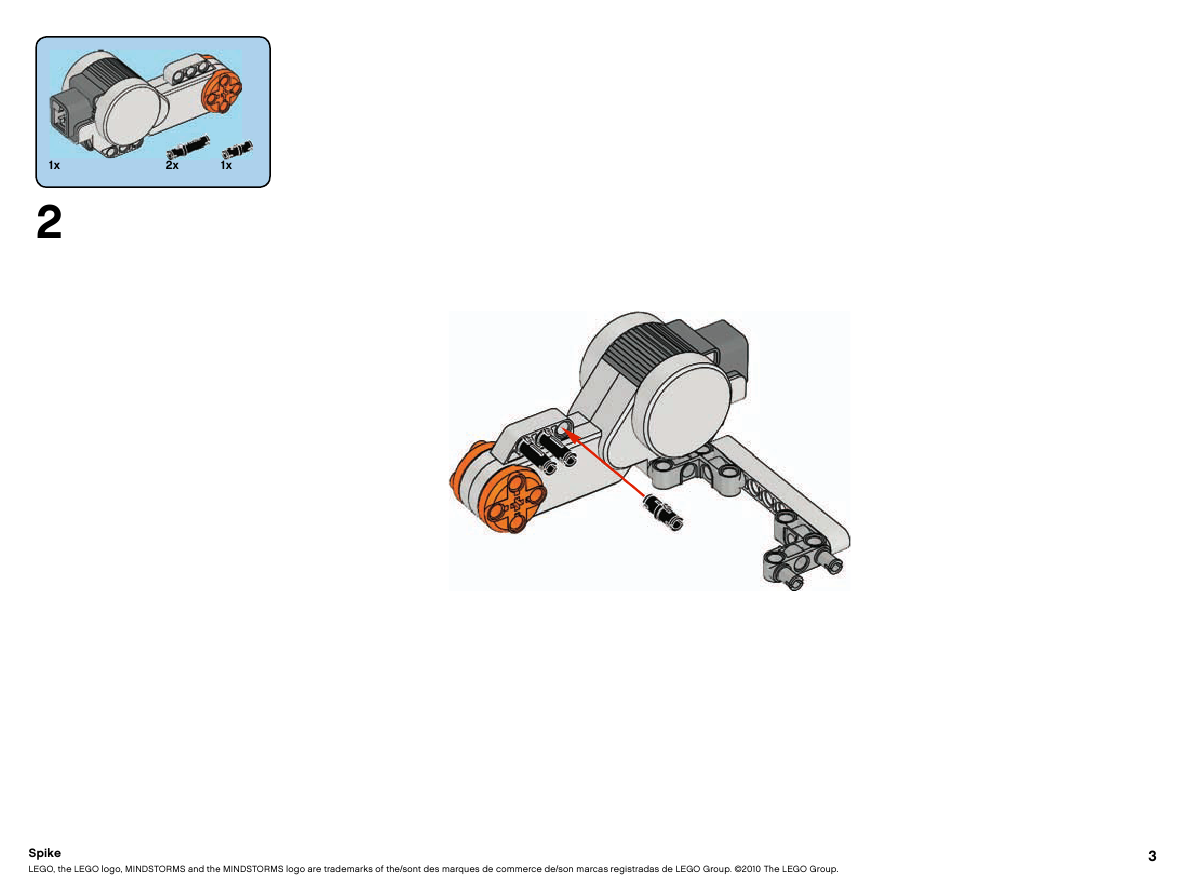 1x
2x
1x
2
Spike
LEGO, the LEGO logo, MINDSTORMS and the MINDSTORMS logo are trademarks of the/sont des marques de commerce de/son marcas registradas de LEGO Group. ©2010 The LEGO Group.
3